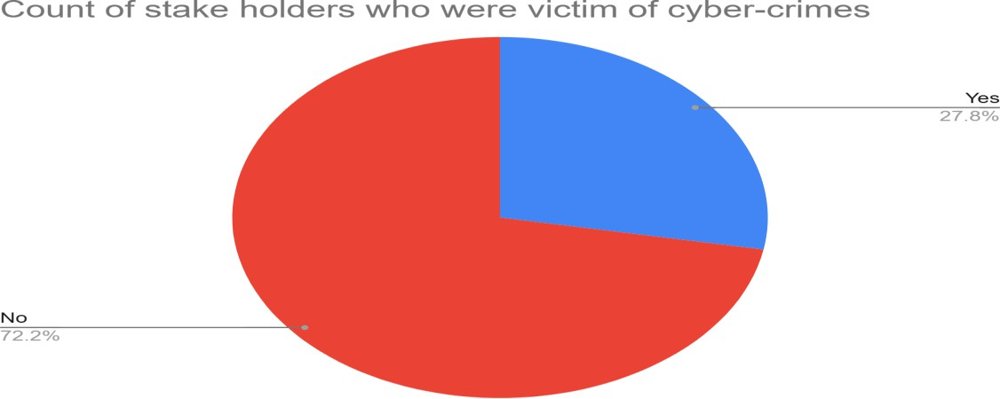 Count of stake holders who were victim of cyber-crimes
Yes
27.8%
No
72.2%